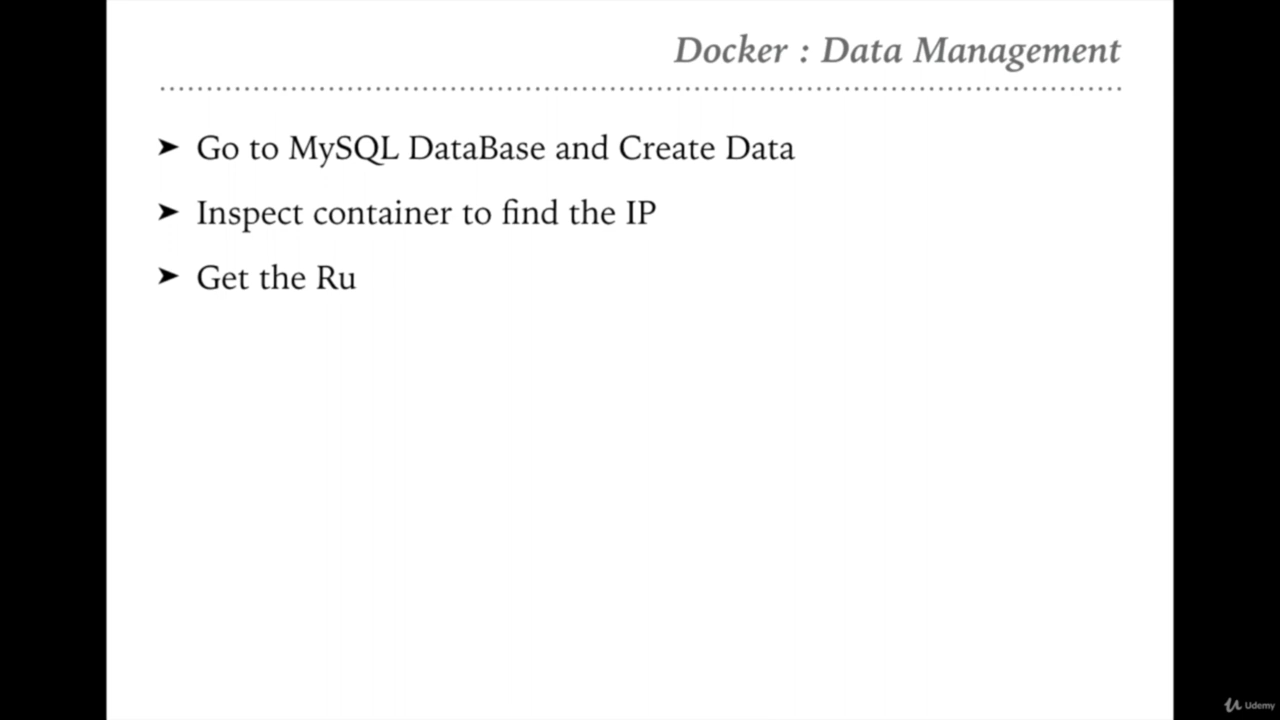 Docker : Data Management
➤ Go to MySQL DataBase and Create Data
➤ Inspect container to find the IP
➤ Get the Ru
Udemy